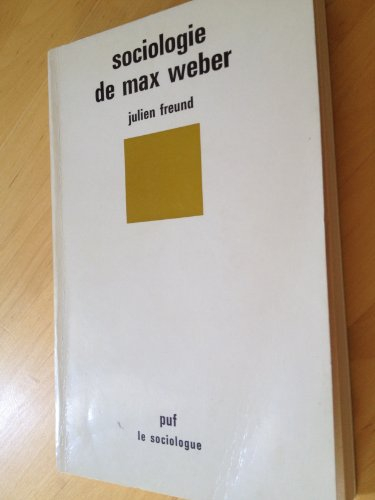 sociologie
de max weber
julien freund
puf
le sociologue